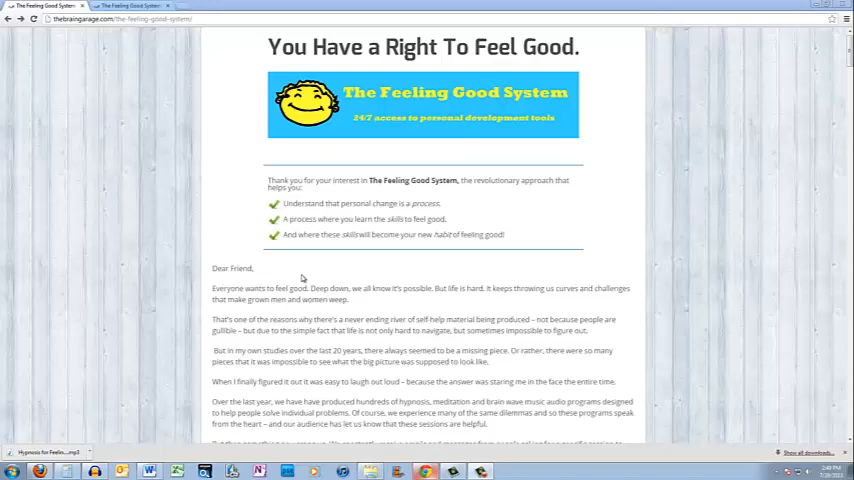 The Feeling Good System
The Feeling Good System
thebraingarage.com/the-feeling-good-system/
You Have a Right To Feel Good.
The Feeling Good System
24/7 access to personal development tools
Thank you for your interest in The Feeling Good System, the revolutionary approach that
helps you:
Understand that personal change is a process.
A process where you learn the skills to feel good.
And where these skills will become your new habit of feeling good!
Dear Friend,
Everyone wants to feel good. Deep down, we all know it's possible. But life is hard. It keeps throwing us curves and challenges
that make grown men and women weep.
That's one of the reasons why there's a never ending river of self-help material being produced – not because people are
gullible – but due to the simple fact that life is not only hard to navigate, but sometimes impossible to figure out.
But in my own studies over the last 20 years, there always seemed to be a missing piece. Or rather, there were so many
pieces that it was impossible to see what the big picture was supposed to look like.
When I finally figured it out it was easy to laugh out loud – because the answer was staring me in the face the entire time.
Over the last year, we have have produced hundreds of hypnosis, meditation and brain wave music audio programs designed
to help people solve individual problems. Of course, we experience many of the same dilemmas and so these programs speak
from the heart – and our audience has let us know that these sessions are helpful.
Hypnosis for Feelin....mp3
Show all downloads...
2:49 PM